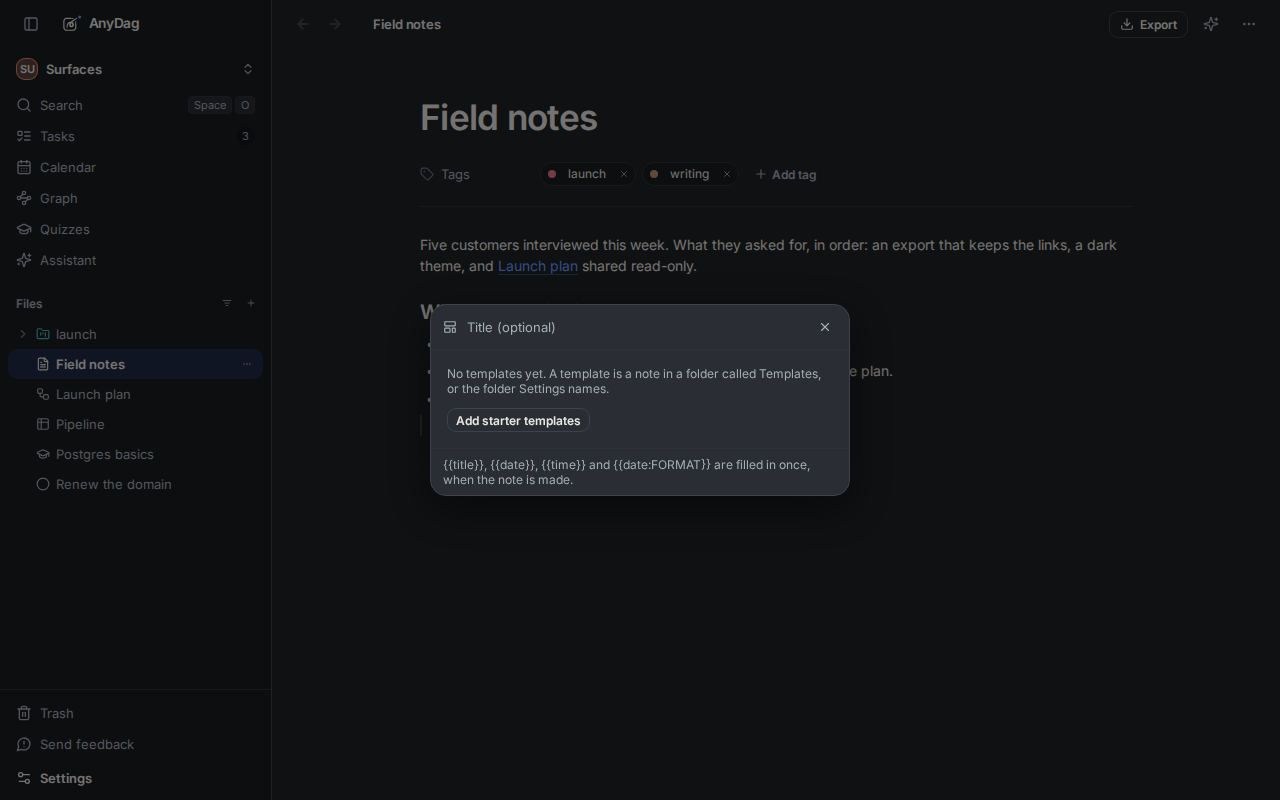 AnyDag
Field notes
Export
SU Surfaces
Search Space O
Tasks 3
Calendar
Graph
Quizzes
Assistant
Files
launch
Field notes
Launch plan
Pipeline
Postgres basics
Renew the domain
Trash
Send feedback
Settings
Field notes
Tags launch writing Add tag
Five customers interviewed this week. What they asked for, in order: an export that keeps the links, a dark
theme, and Launch plan shared read-only.
e plan.
Title (optional)
No templates yet. A template is a note in a folder called Templates,
or the folder Settings names.
Add starter templates
{{title}}, {{date}}, {{time}} and {{date:FORMAT}} are filled in once,
when the note is made.